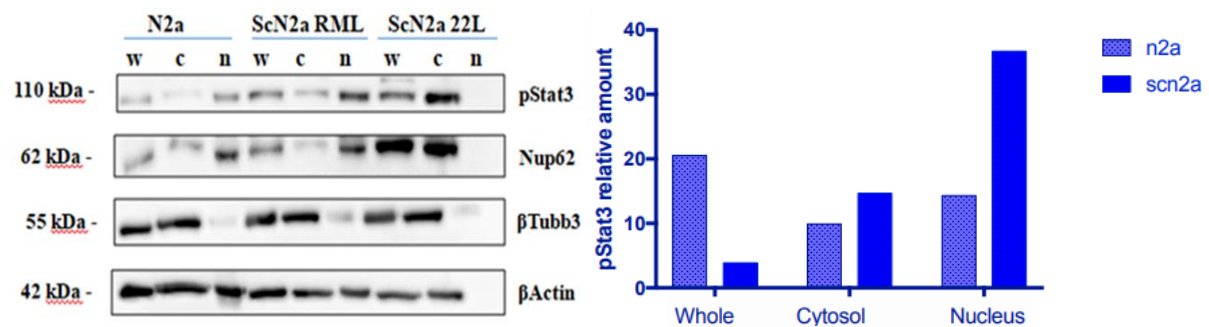 N2a ScN2a RML ScN2a 22L
w c n w c n w c n
110 kDa - pStat3
62 kDa - Nup62
55 kDa - βTubb3
42 kDa - βActin
pStat3 relative amount
40
30
20
10
0
Whole Cytosol Nucleus
n2a
scn2a